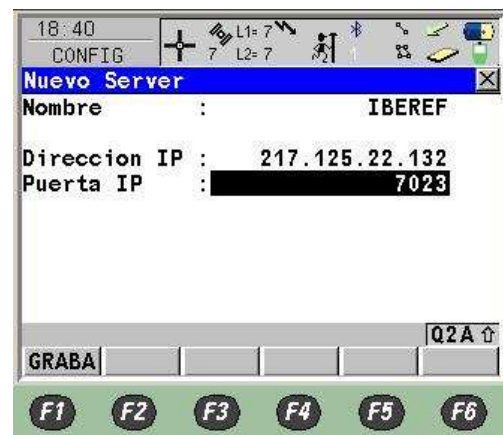 18:40
CONFIG
L1= 7
7 L2= 7
1
Nuevo Server
Nombre : IBEREF
Direccion IP : 217.125.22.132
Puerta IP : 7023
Q2A
GRABA
F1 F2 F3 F4 F5 F6